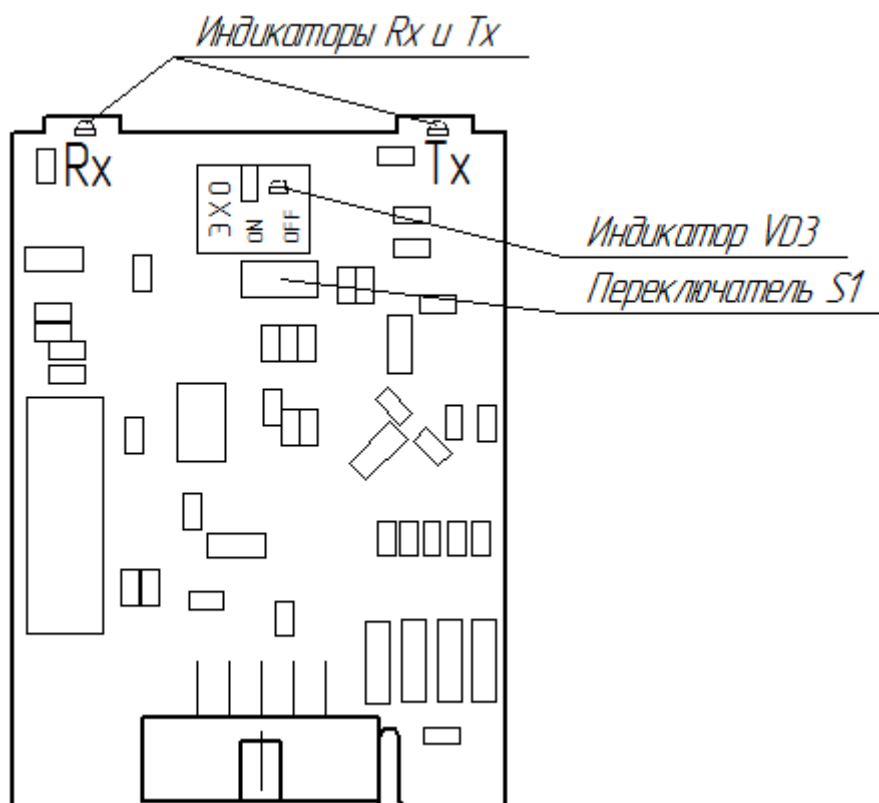 Индикаторы Rx и Tx
Rx
Tx
ЭХО
ON
OFF
Индикатор VD3
Переключатель S1